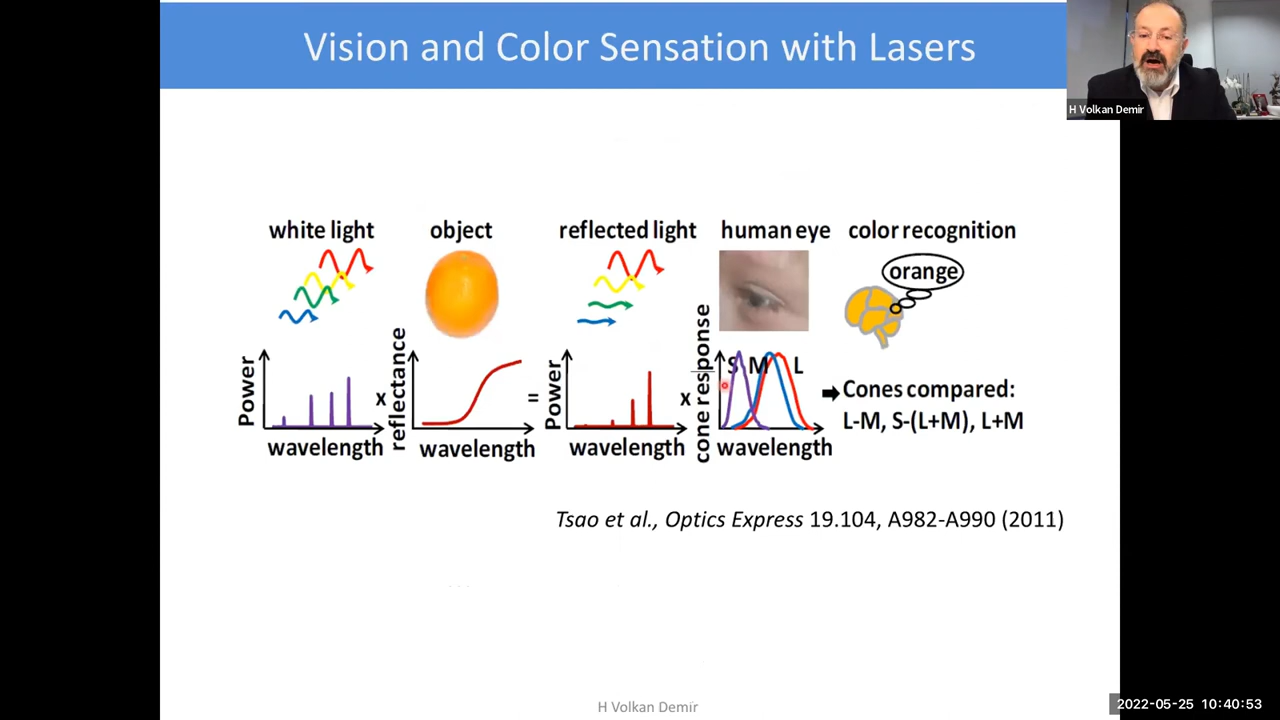 Vision and Color Sensation with Lasers
H Volkan Demir
white light
object
reflected light
human eye
color recognition
orange
Power
wavelength
x
reflectance
wavelength
=
Power
wavelength
x
cone response
S M L
wavelength
Cones compared:
L-M, S-(L+M), L+M
Tsao et al., Optics Express 19.104, A982-A990 (2011)
H Volkan Demir
2022-05-25 10:40:53